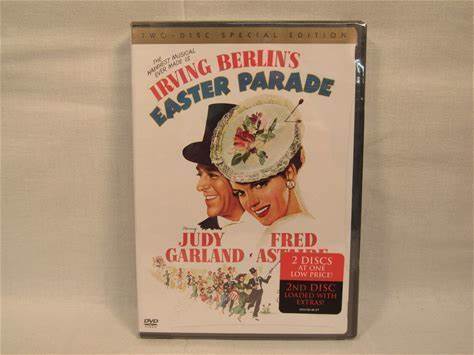 TWO-DISC SPECIAL EDITION
THE
HAPPIEST MUSICAL
EVER MADE IS
IRVING BERLIN'S
EASTER PARADE
Starring
JUDY FRED
GARLAND ASTAIRE
2 DISCS
AT ONE
LOW PRICE!
2ND DISC
LOADED WITH
EXTRAS!
DVD